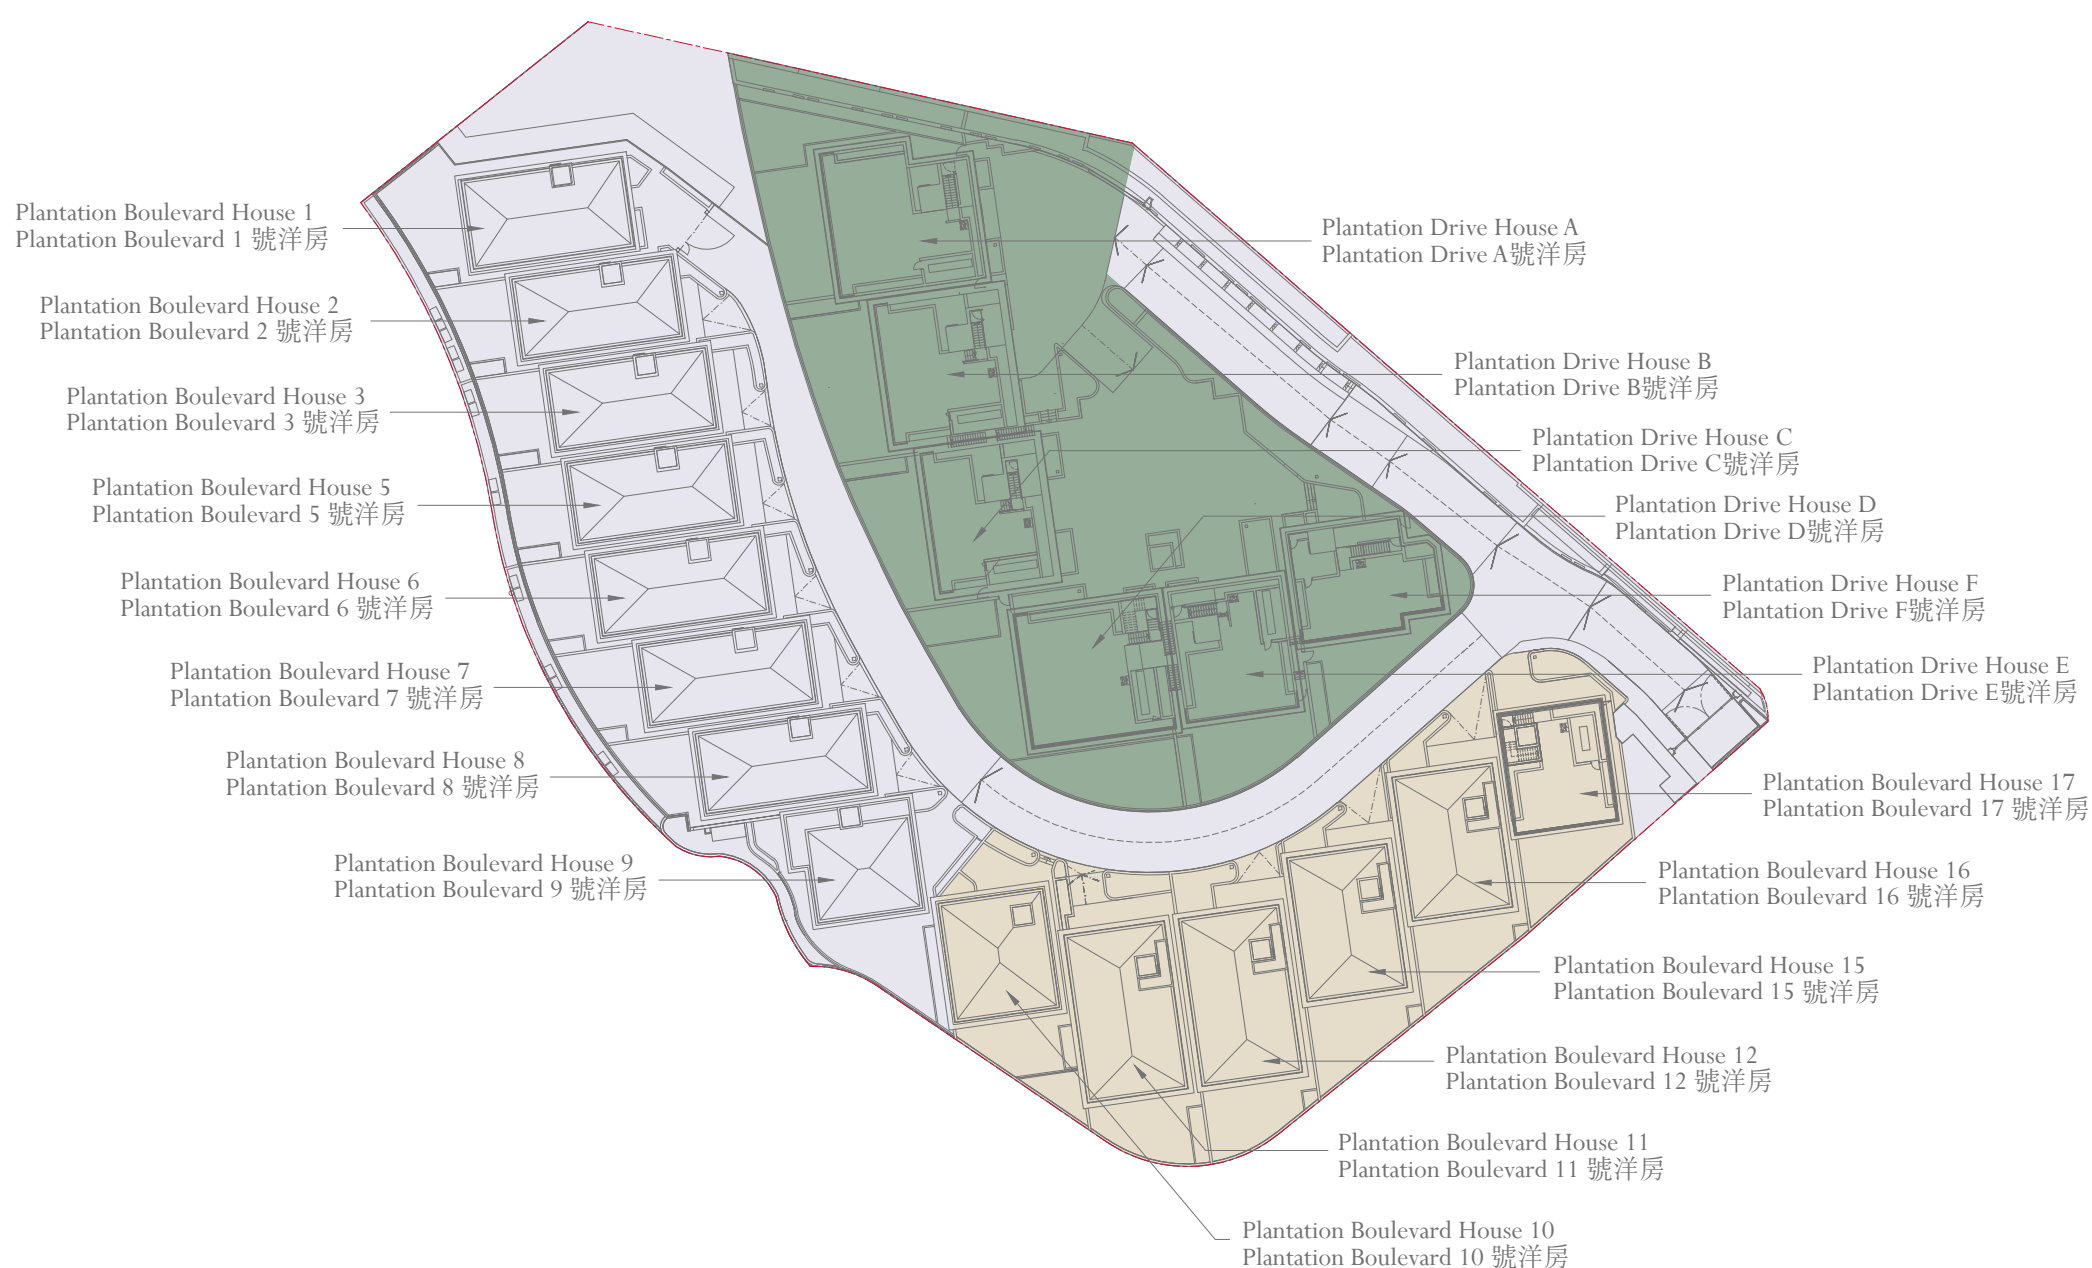 Plantation Boulevard House 1
Plantation Boulevard 1 號洋房
Plantation Boulevard House 2
Plantation Boulevard 2 號洋房
Plantation Boulevard House 3
Plantation Boulevard 3 號洋房
Plantation Boulevard House 5
Plantation Boulevard 5 號洋房
Plantation Boulevard House 6
Plantation Boulevard 6 號洋房
Plantation Boulevard House 7
Plantation Boulevard 7 號洋房
Plantation Boulevard House 8
Plantation Boulevard 8 號洋房
Plantation Boulevard House 9
Plantation Boulevard 9 號洋房
Plantation Drive House A
Plantation Drive A號洋房
Plantation Drive House B
Plantation Drive B號洋房
Plantation Drive House C
Plantation Drive C號洋房
Plantation Drive House D
Plantation Drive D號洋房
Plantation Drive House F
Plantation Drive F號洋房
Plantation Drive House E
Plantation Drive E號洋房
Plantation Boulevard House 17
Plantation Boulevard 17 號洋房
Plantation Boulevard House 16
Plantation Boulevard 16 號洋房
Plantation Boulevard House 15
Plantation Boulevard 15 號洋房
Plantation Boulevard House 12
Plantation Boulevard 12 號洋房
Plantation Boulevard House 11
Plantation Boulevard 11 號洋房
Plantation Boulevard House 10
Plantation Boulevard 10 號洋房